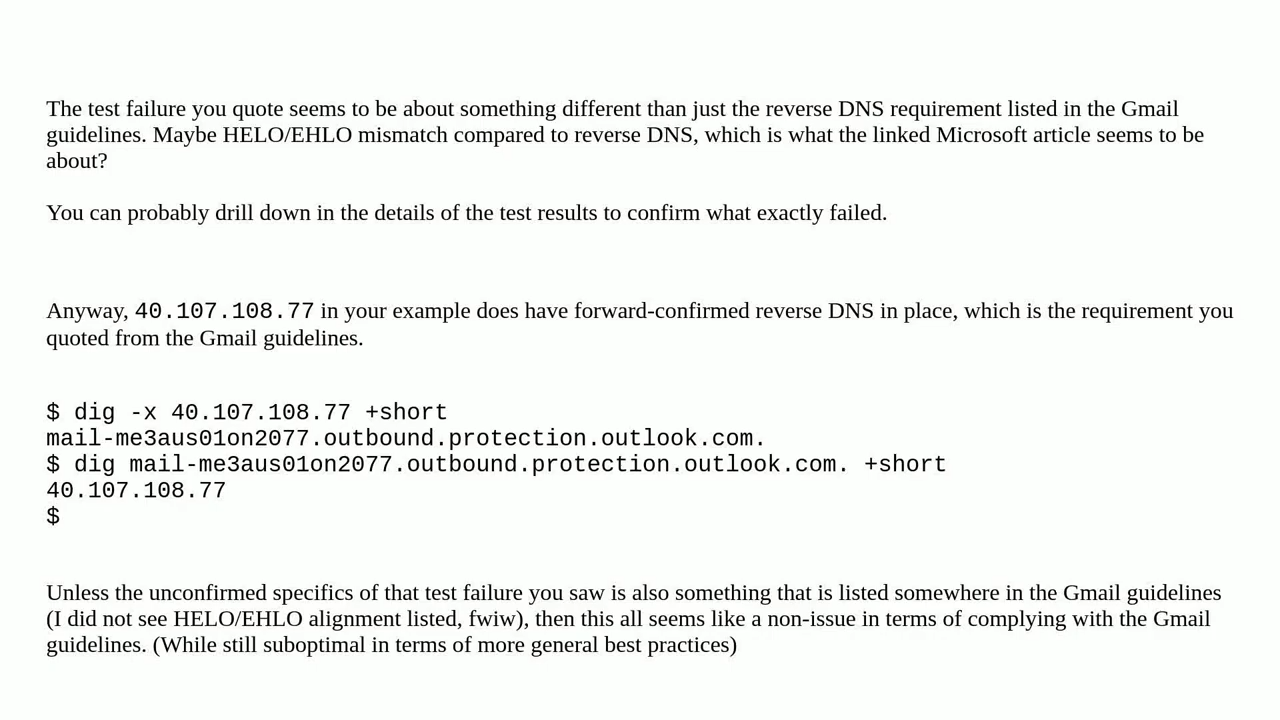 The test failure you quote seems to be about something different than just the reverse DNS requirement listed in the Gmail
guidelines. Maybe HELO/EHLO mismatch compared to reverse DNS, which is what the linked Microsoft article seems to be
about?
You can probably drill down in the details of the test results to confirm what exactly failed.
Anyway, 40.107.108.77 in your example does have forward-confirmed reverse DNS in place, which is the requirement you
quoted from the Gmail guidelines.
$ dig -x 40.107.108.77 +short
mail-me3aus01on2077.outbound.protection.outlook.com.
$ dig mail-me3aus01on2077.outbound.protection.outlook.com. +short
40.107.108.77
$
Unless the unconfirmed specifics of that test failure you saw is also something that is listed somewhere in the Gmail guidelines
(I did not see HELO/EHLO alignment listed, fwiw), then this all seems like a non-issue in terms of complying with the Gmail
guidelines. (While still suboptimal in terms of more general best practices)